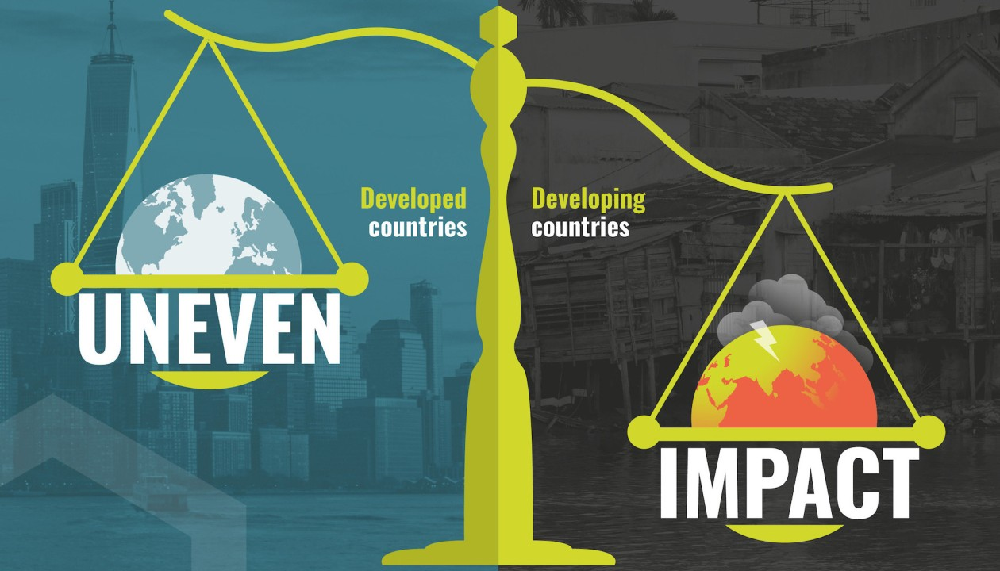 Developed
countries
Developing
countries
UNEVEN
IMPACT